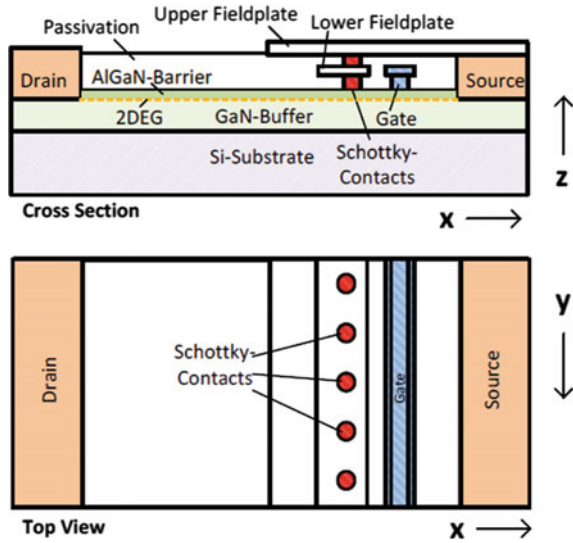 Upper Fieldplate
Passivation
Lower Fieldplate
Drain
AlGaN-Barrier
Source
2DEG
GaN-Buffer
Gate
Si-Substrate
Schottky-
Contacts
z
Cross Section
x
y
Schottky-
Contacts
Drain
Gate
Source
Top View
x